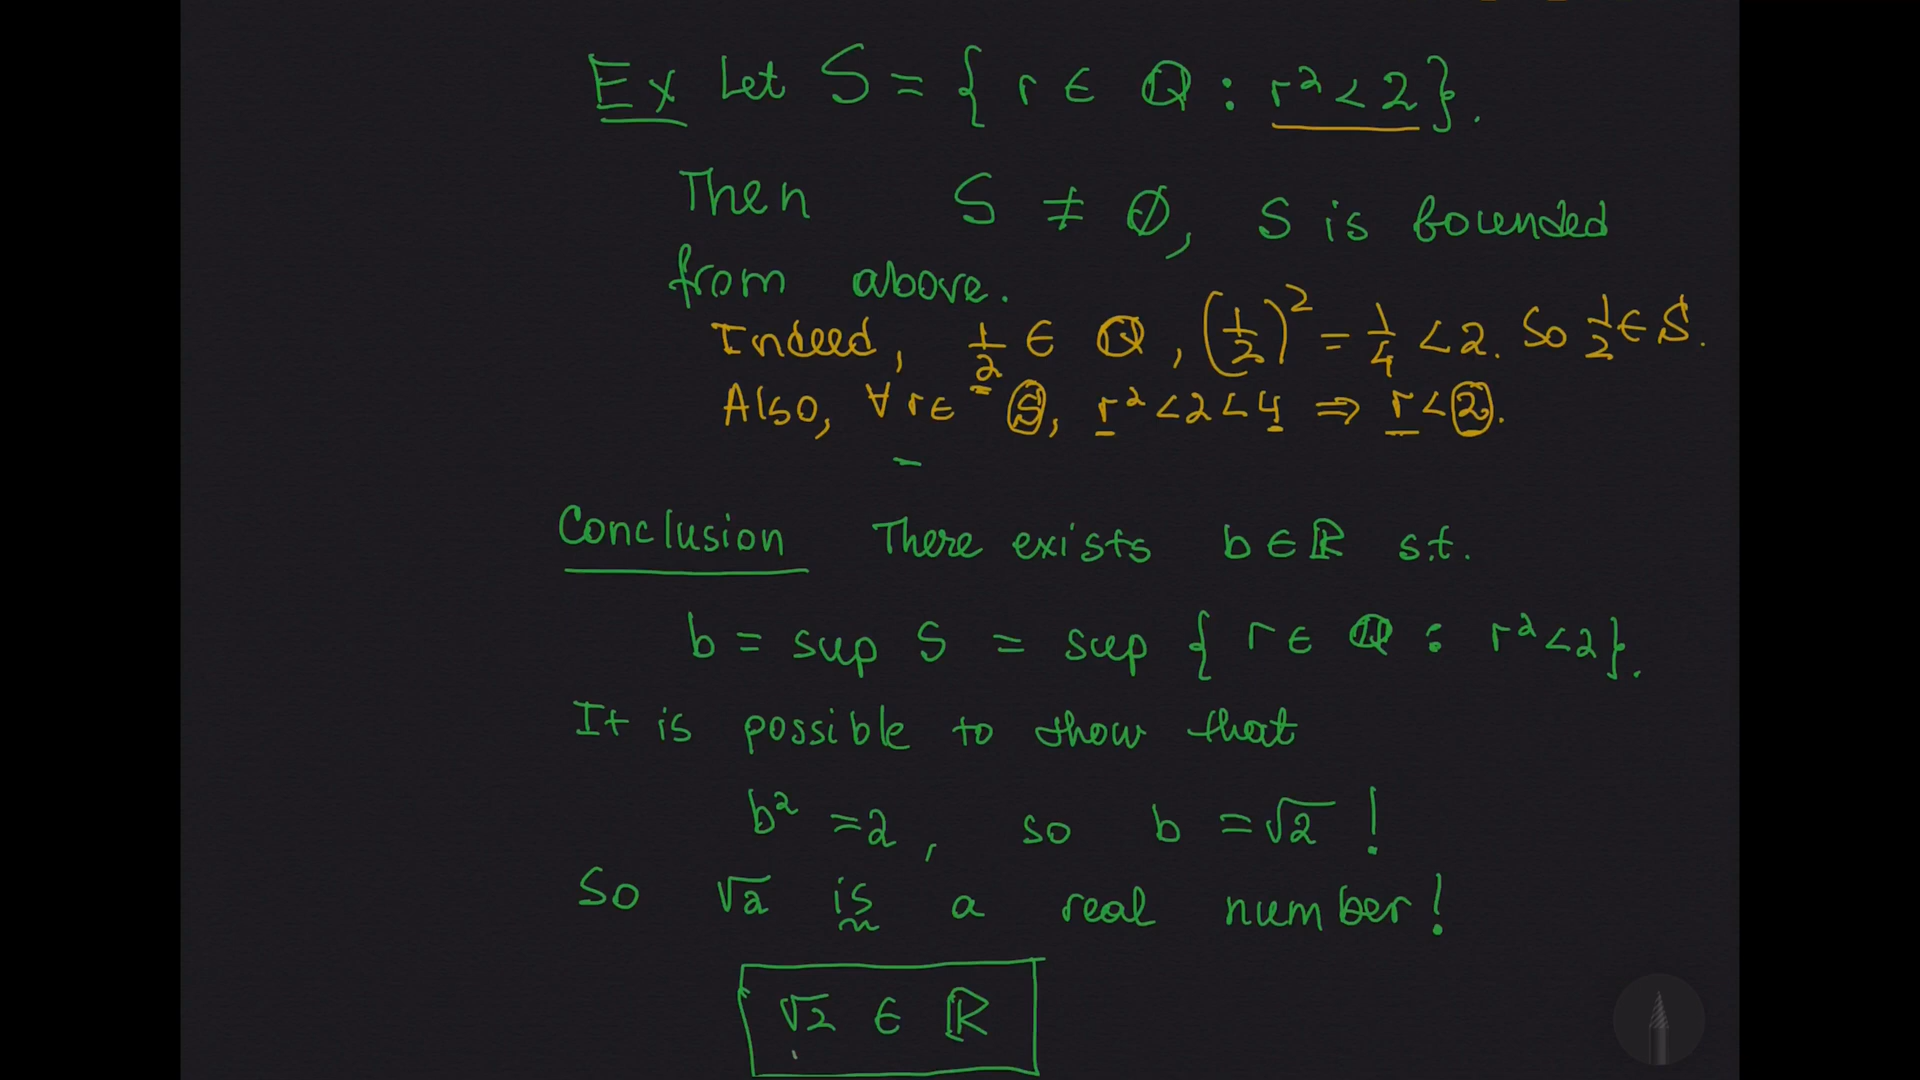 Ex Let S = { r ∈ ℚ : r² < 2 }.
Then S ≠ ∅, S is bounded
from above.
Indeed, 1/2 ∈ ℚ, (1/2)² = 1/4 < 2. So 1/2 ∈ S.
Also, ∀ r ∈ S, r² < 2 < 4 ⇒ r < 2.
Conclusion There exists b ∈ ℝ s.t.
b = sup S = sup { r ∈ ℚ : r² < 2 }.
It is possible to show that
b² = 2, so b = √2 !
So √2 is a real number!
√2 ∈ ℝ